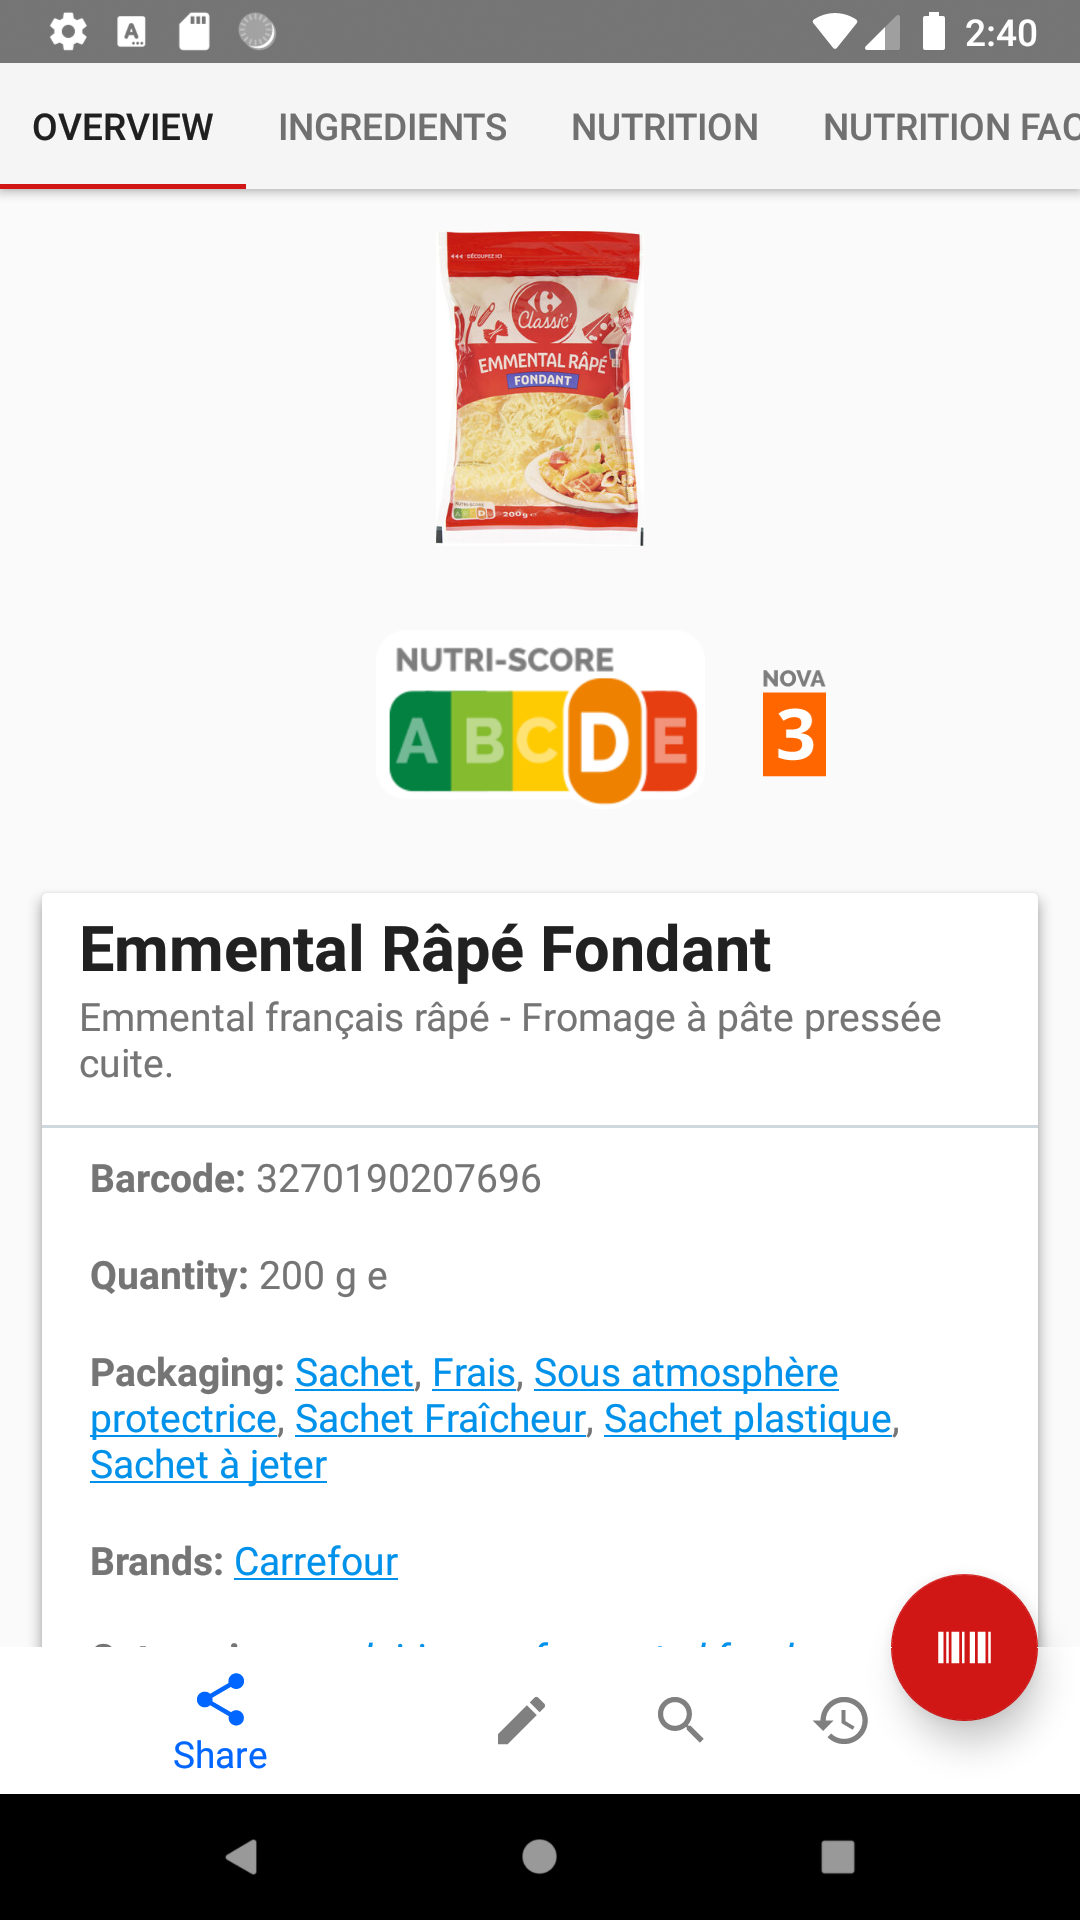 2:40
OVERVIEW INGREDIENTS NUTRITION NUTRITION FAC
DÉCOUPEZ ICI
Classic'
EMMENTAL RÂPÉ
FONDANT
200g e
NUTRI-SCORE
A B C D E
NOVA
3
Emmental Râpé Fondant
Emmental français râpé - Fromage à pâte pressée
cuite.
Barcode: 3270190207696
Quantity: 200 g e
Packaging: Sachet, Frais, Sous atmosphère
protectrice, Sachet Fraîcheur, Sachet plastique,
Sachet à jeter
Brands: Carrefour
Share